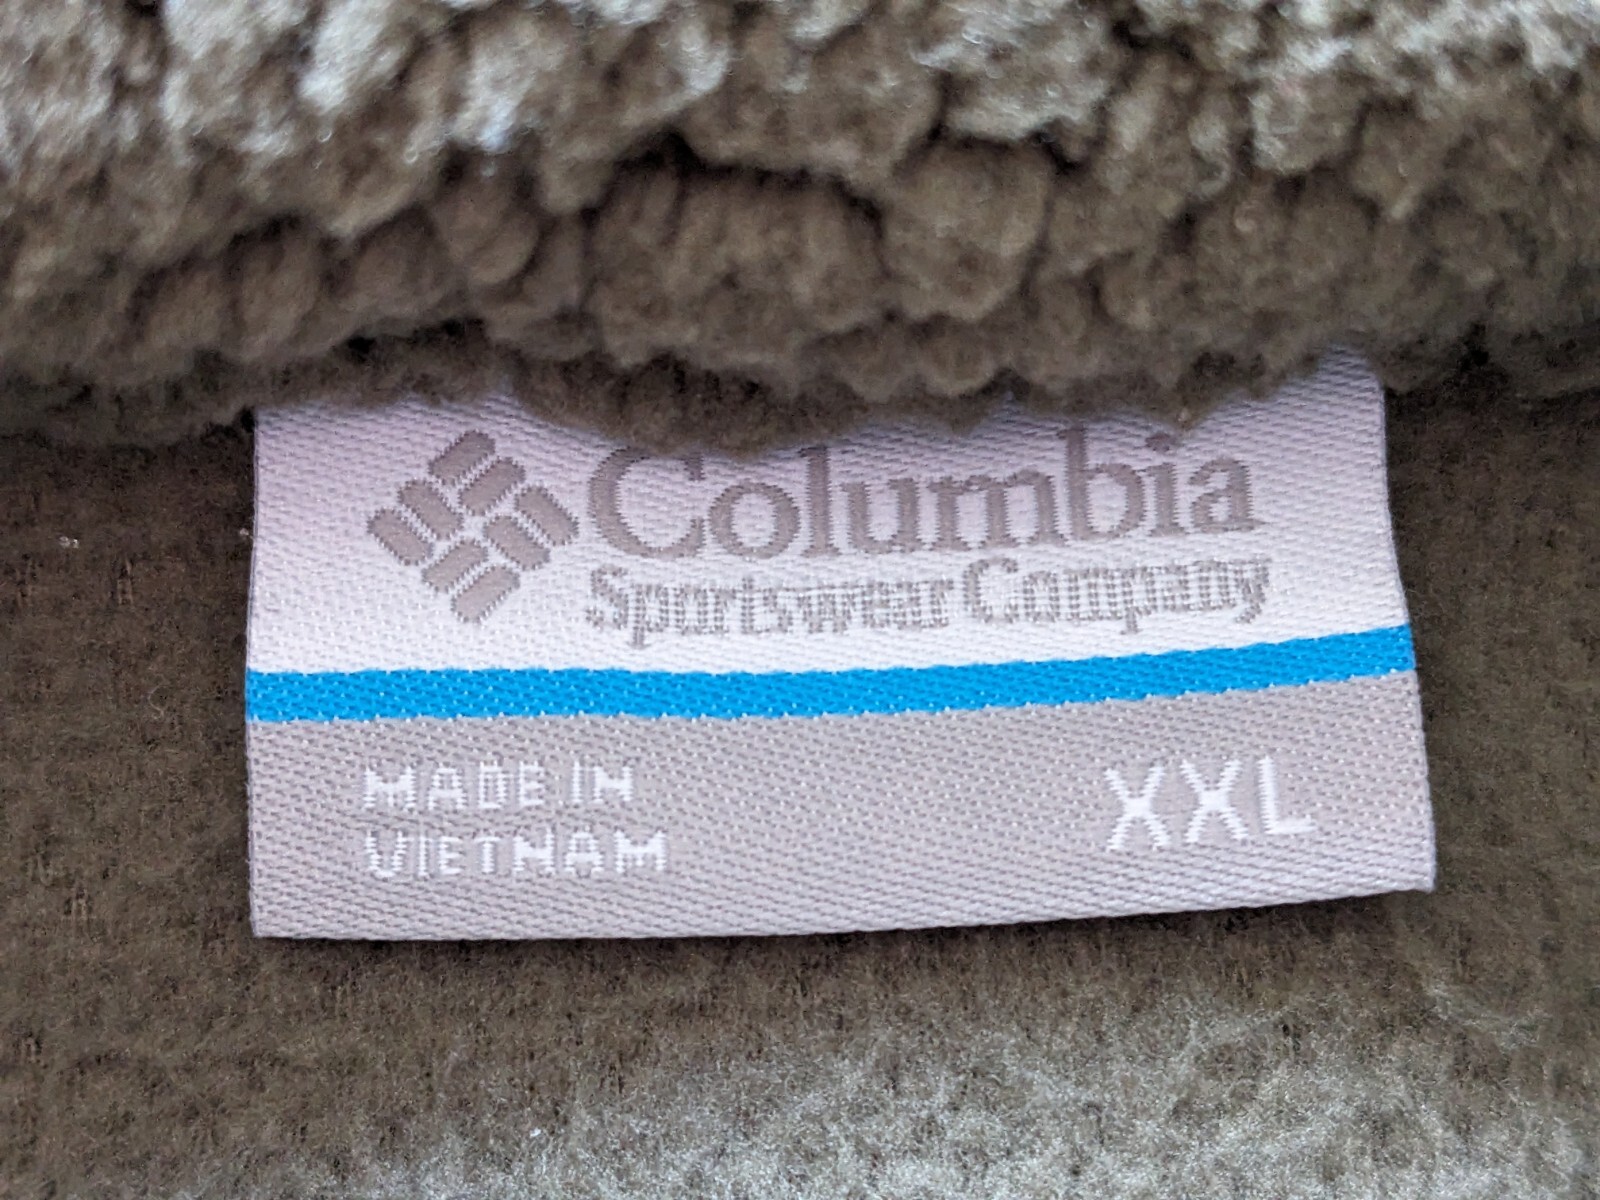 Columbia
Sportswear Company
MADE IN
VIETNAM
XXL